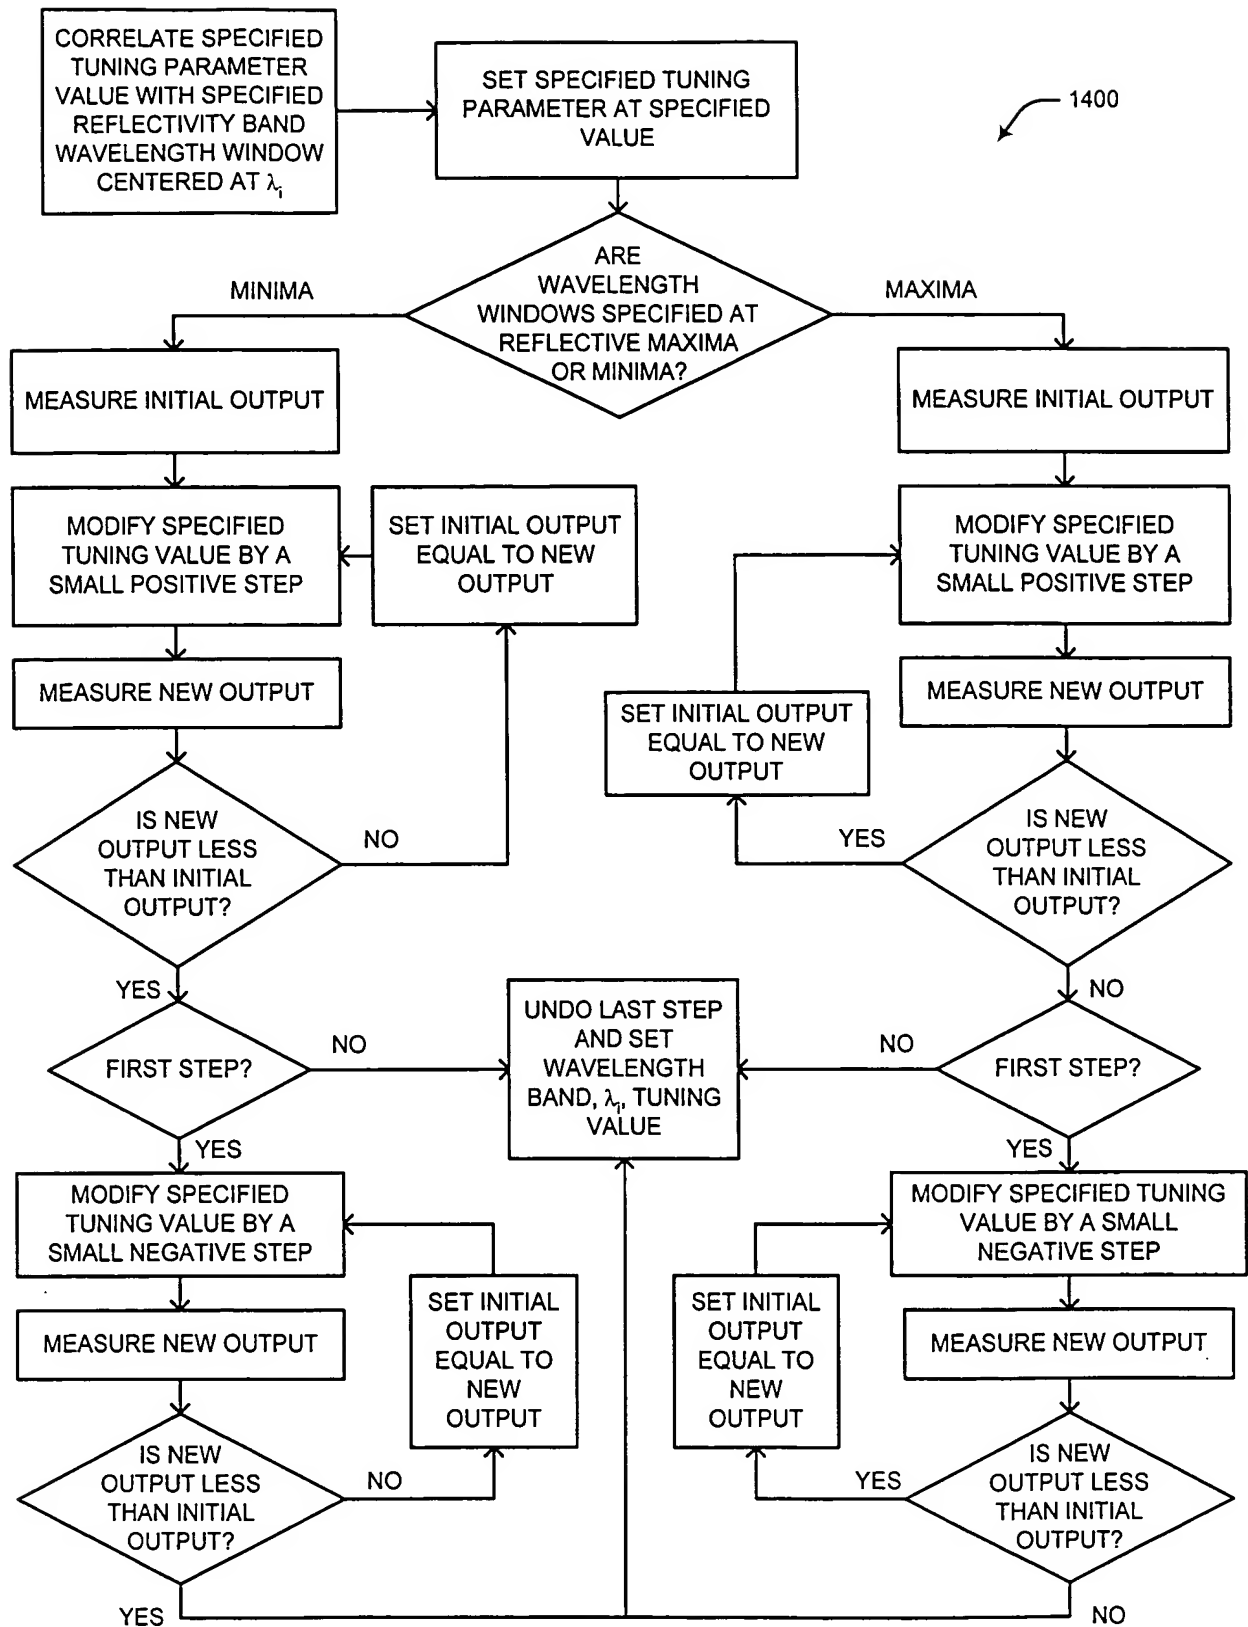 CORRELATE SPECIFIED
TUNING PARAMETER
VALUE WITH SPECIFIED
REFLECTIVITY BAND
WAVELENGTH WINDOW
CENTERED AT λi
SET SPECIFIED TUNING
PARAMETER AT SPECIFIED
VALUE
1400
ARE
WAVELENGTH
WINDOWS SPECIFIED AT
REFLECTIVE MAXIMA
OR MINIMA?
MINIMA
MAXIMA
MEASURE INITIAL OUTPUT
MODIFY SPECIFIED
TUNING VALUE BY A
SMALL POSITIVE STEP
SET INITIAL OUTPUT
EQUAL TO NEW
OUTPUT
MEASURE NEW OUTPUT
IS NEW
OUTPUT LESS
THAN INITIAL
OUTPUT?
NO
YES
FIRST STEP?
NO
YES
MODIFY SPECIFIED
TUNING VALUE BY A
SMALL NEGATIVE STEP
MEASURE NEW OUTPUT
SET INITIAL
OUTPUT
EQUAL TO
NEW
OUTPUT
IS NEW
OUTPUT LESS
THAN INITIAL
OUTPUT?
NO
YES
UNDO LAST STEP
AND SET
WAVELENGTH
BAND, λi, TUNING
VALUE
MEASURE INITIAL OUTPUT
MODIFY SPECIFIED
TUNING VALUE BY A
SMALL POSITIVE STEP
MEASURE NEW OUTPUT
SET INITIAL OUTPUT
EQUAL TO NEW
OUTPUT
YES
IS NEW
OUTPUT LESS
THAN INITIAL
OUTPUT?
NO
NO
FIRST STEP?
YES
MODIFY SPECIFIED TUNING
VALUE BY A SMALL
NEGATIVE STEP
MEASURE NEW OUTPUT
SET INITIAL
OUTPUT
EQUAL TO
NEW
OUTPUT
YES
IS NEW
OUTPUT LESS
THAN INITIAL
OUTPUT?
NO